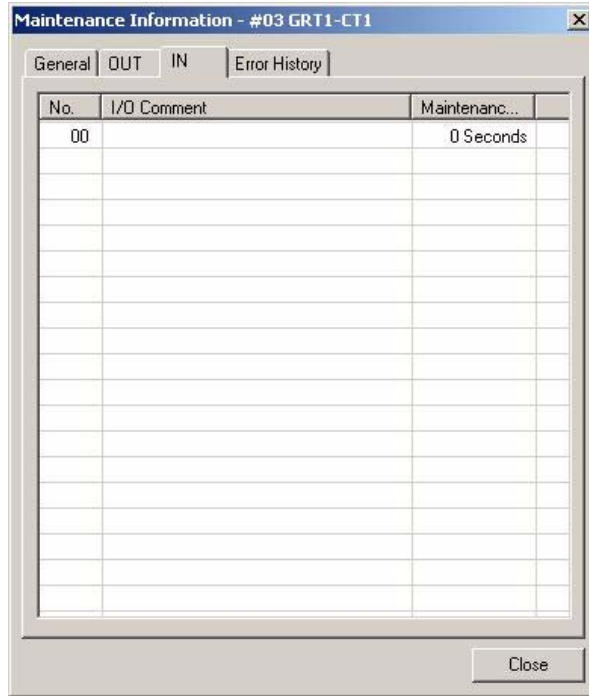 Maintenance Information - #03 GRT1-CT1
General OUT IN Error History
No. I/O Comment Maintenanc...
00 0 Seconds
Close